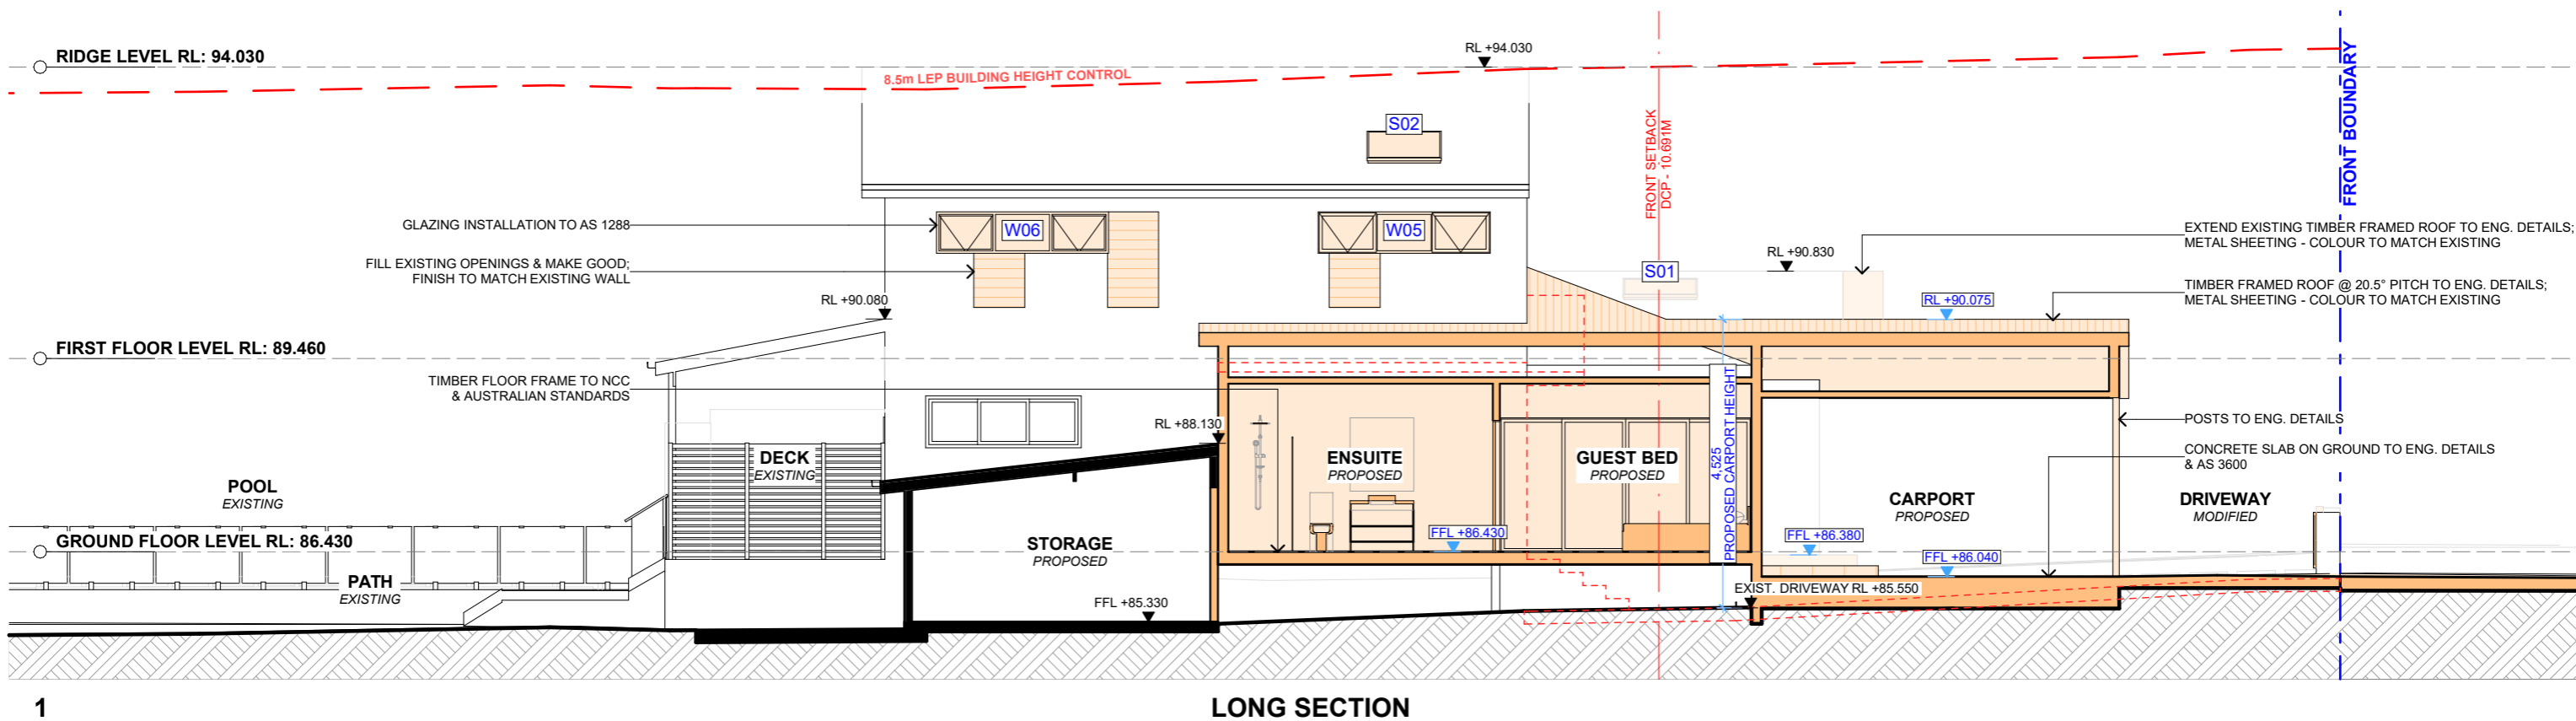 RIDGE LEVEL RL: 94.030
RL +94.030
8.5m LEP BUILDING HEIGHT CONTROL
S02
FRONT SETBACK
DCP - 10.691M
FRONT BOUNDARY
GLAZING INSTALLATION TO AS 1288
W06
W05
EXTEND EXISTING TIMBER FRAMED ROOF TO ENG. DETAILS;
METAL SHEETING - COLOUR TO MATCH EXISTING
RL +90.830
FILL EXISTING OPENINGS & MAKE GOOD;
FINISH TO MATCH EXISTING WALL
S01
RL +90.080
RL +90.075
TIMBER FRAMED ROOF @ 20.5° PITCH TO ENG. DETAILS;
METAL SHEETING - COLOUR TO MATCH EXISTING
FIRST FLOOR LEVEL RL: 89.460
TIMBER FLOOR FRAME TO NCC
& AUSTRALIAN STANDARDS
RL +88.130
4,525
PROPOSED CARPORT HEIGHT
POSTS TO ENG. DETAILS
CONCRETE SLAB ON GROUND TO ENG. DETAILS
& AS 3600
DECK
EXISTING
ENSUITE
PROPOSED
GUEST BED
PROPOSED
POOL
EXISTING
CARPORT
PROPOSED
DRIVEWAY
MODIFIED
GROUND FLOOR LEVEL RL: 86.430
FFL +86.430
FFL +86.380
STORAGE
PROPOSED
FFL +86.040
PATH
EXISTING
EXIST. DRIVEWAY RL +85.550
FFL +85.330
1
LONG SECTION